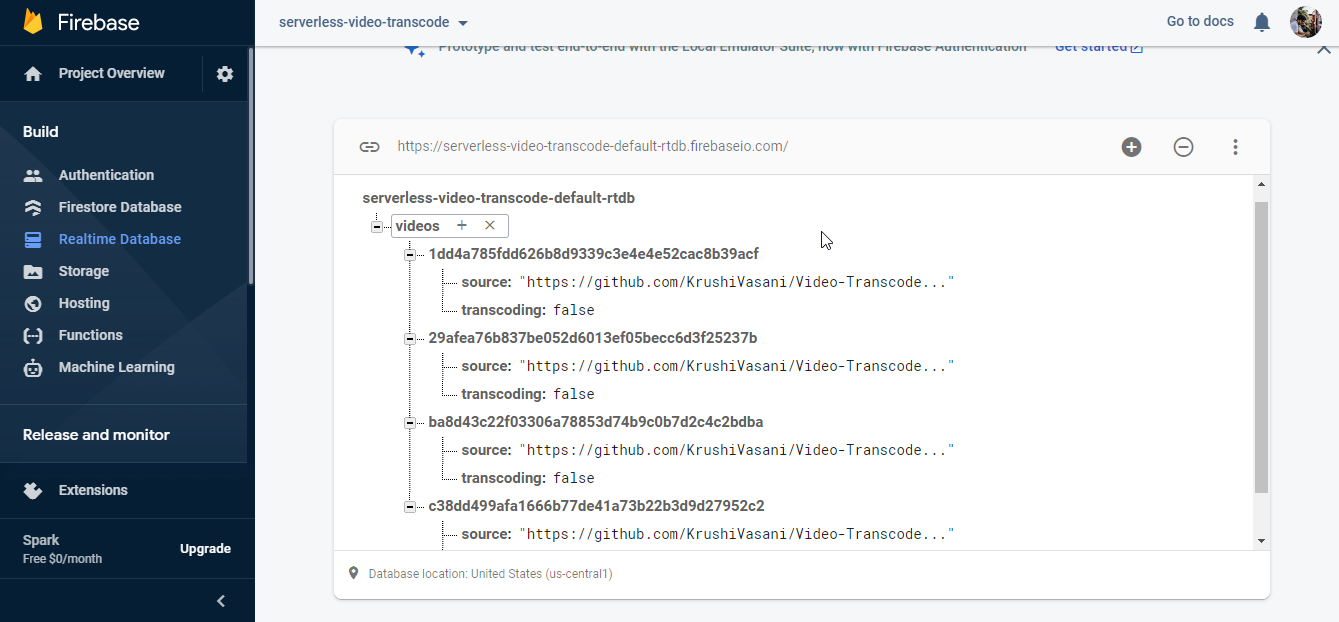 Firebase
serverless-video-transcode
Go to docs
Prototype and test end-to-end with the Local Emulator Suite, now with Firebase Authentication
Get started
Project Overview
Build
Authentication
Firestore Database
Realtime Database
Storage
Hosting
Functions
Machine Learning
Release and monitor
Extensions
Spark
Free $0/month
Upgrade
https://serverless-video-transcode-default-rtdb.firebaseio.com/
serverless-video-transcode-default-rtdb
videos
1dd4a785fdd626b8d9339c3e4e4e52cac8b39acf
source: "https://github.com/KrushiVasani/Video-Transcode..."
transcoding: false
29afea76b837be052d6013ef05becc6d3f25237b
source: "https://github.com/KrushiVasani/Video-Transcode..."
transcoding: false
ba8d43c22f03306a78853d74b9c0b7d2c4c2bdba
source: "https://github.com/KrushiVasani/Video-Transcode..."
transcoding: false
c38dd499afa1666b77de41a73b22b3d9d27952c2
source: "https://github.com/KrushiVasani/Video-Transcode..."
Database location: United States (us-central1)